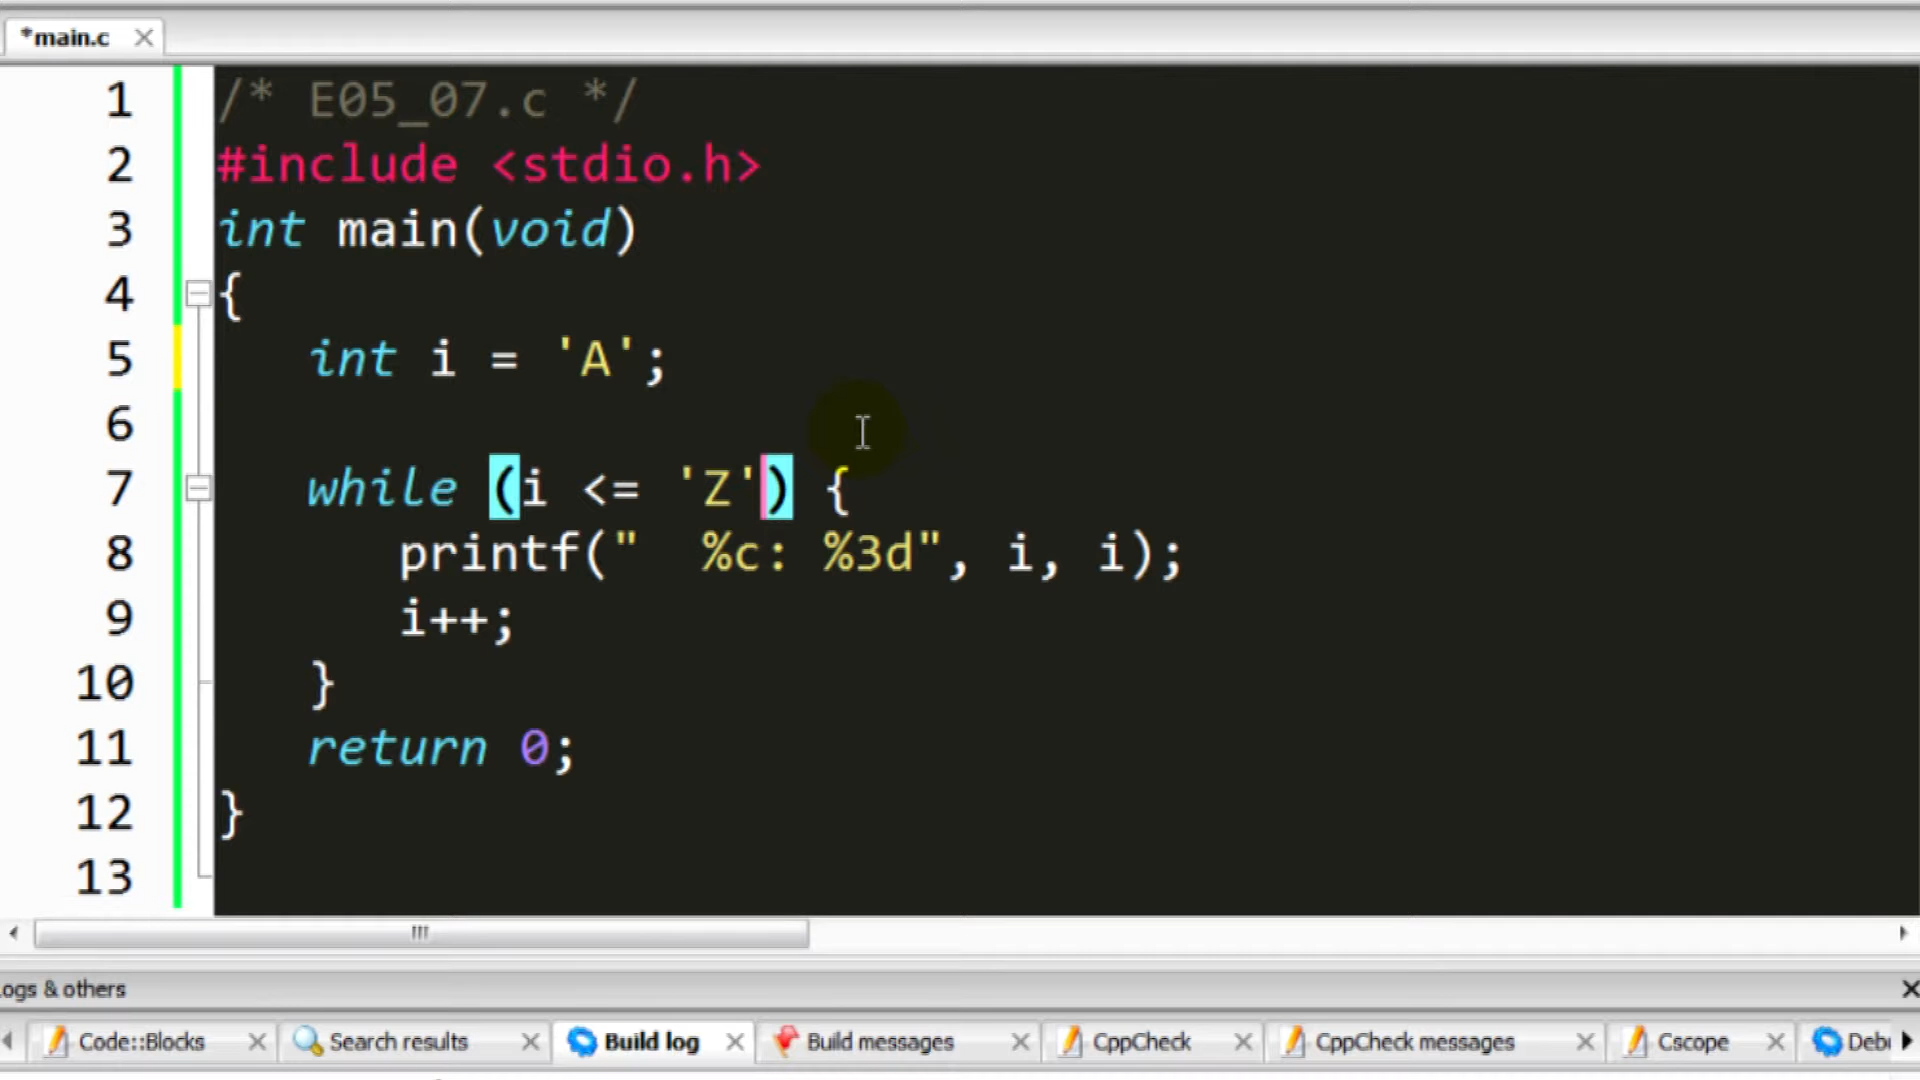 *main.c
1 /* E05_07.c */
2 #include <stdio.h>
3 int main(void)
4 {
5    int i = 'A';
6
7    while (i <= 'Z') {
8       printf("  %c: %3d", i, i);
9       i++;
10    }
11    return 0;
12 }
13
ogs & others
Code::Blocks Search results Build log Build messages CppCheck CppCheck messages Cscope Deb